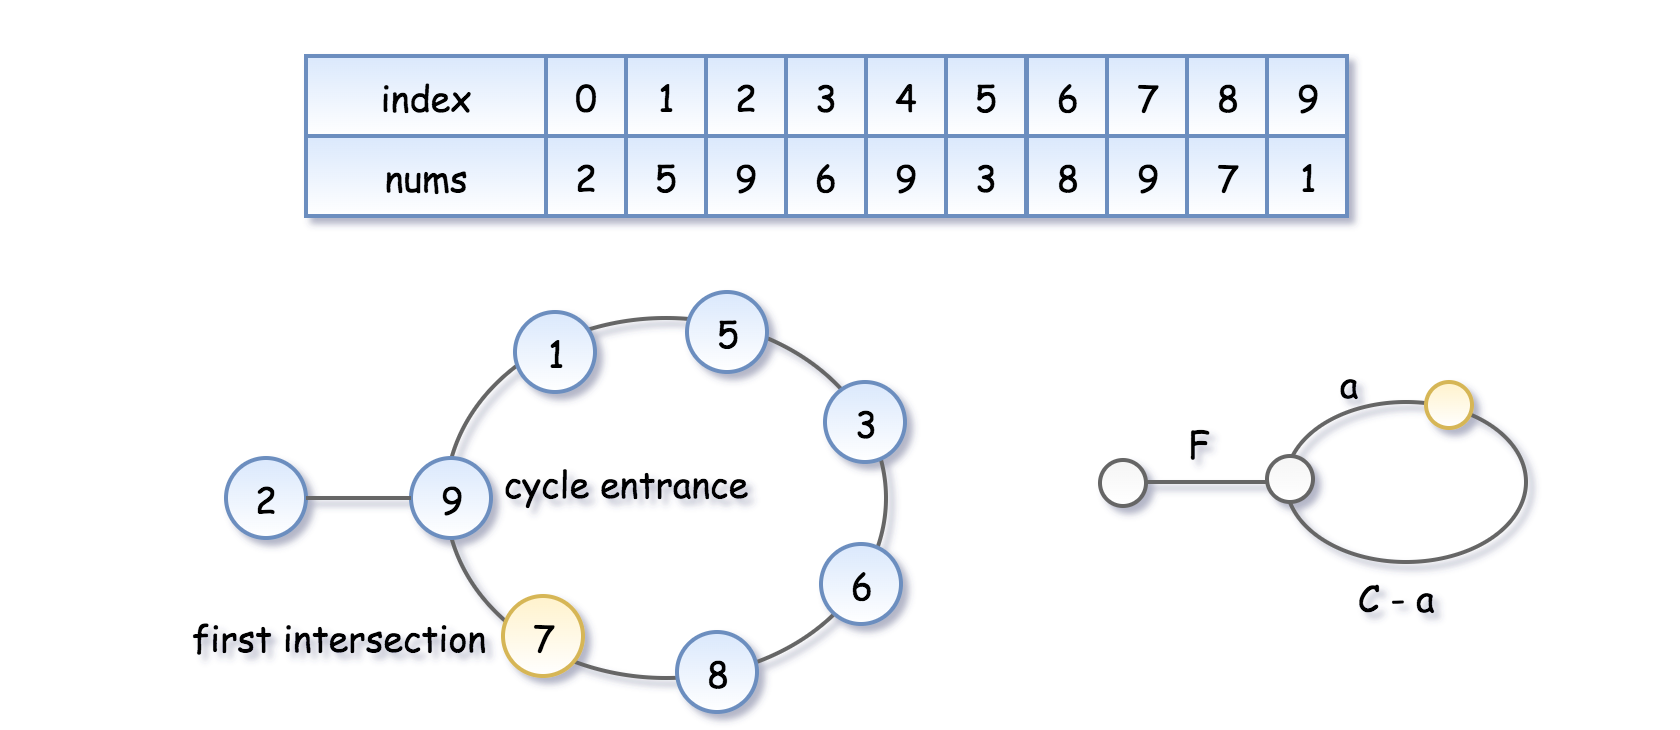 index 0 1 2 3 4 5 6 7 8 9
nums 2 5 9 6 9 3 8 9 7 1
5
1
3
2
9
cycle entrance
6
first intersection
7
8
a
F
C - a